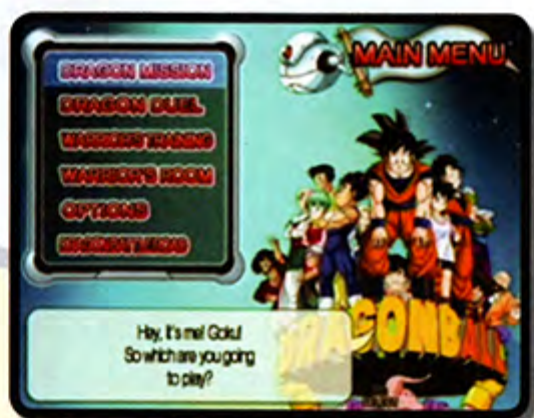 MAIN MENU
DRAGON MISSION
DRAGON DUEL
WARRIOR'S TRAINING
WARRIOR'S ROOM
OPTIONS
DRAGONBALL
Hey, it's me! Goku!
So which are you going
to play?